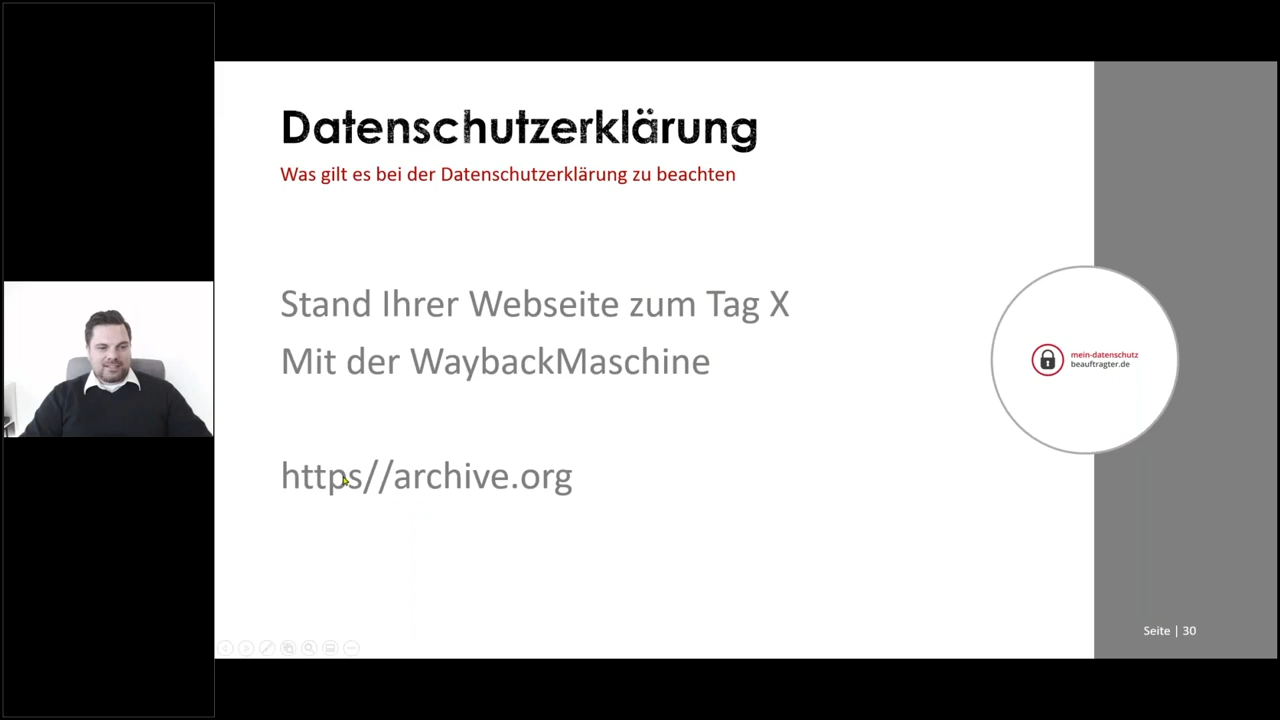 Datenschutzerklärung
Was gilt es bei der Datenschutzerklärung zu beachten
Stand Ihrer Webseite zum Tag X
Mit der WaybackMaschine
https//archive.org
mein-datenschutz
beauftragter.de
Seite | 30